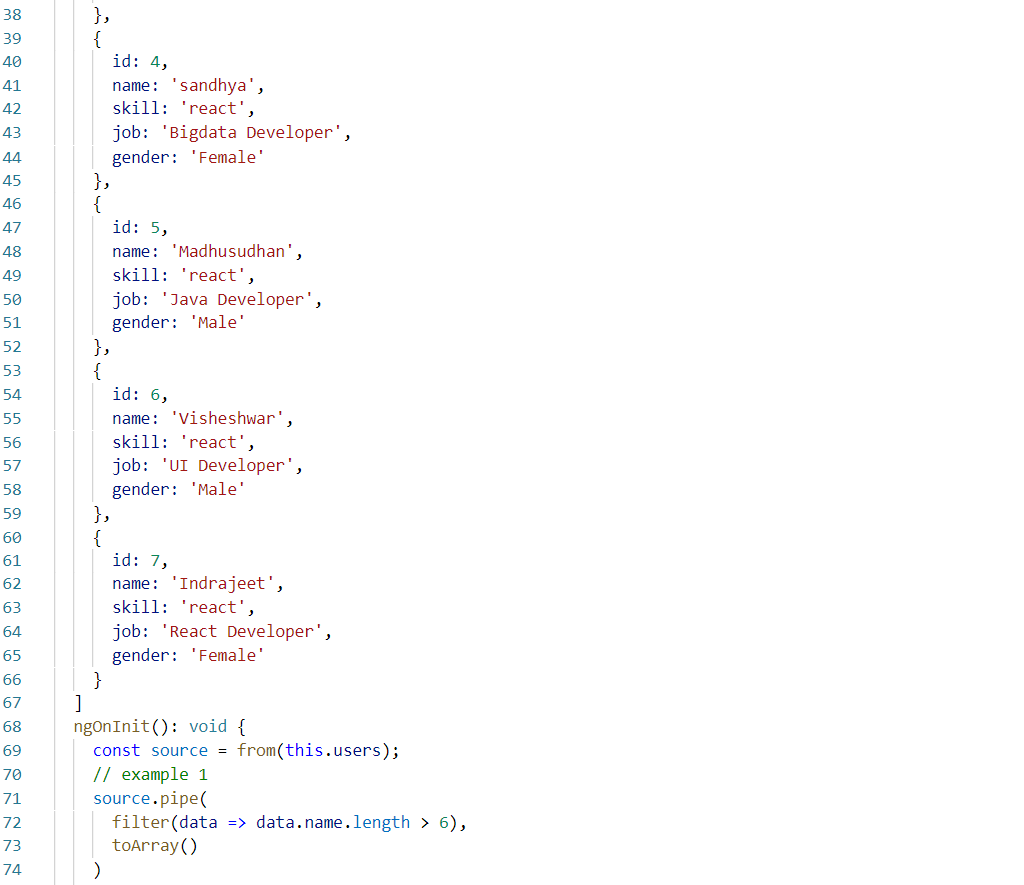 38 },
39 {
40 id: 4,
41 name: 'sandhya',
42 skill: 'react',
43 job: 'Bigdata Developer',
44 gender: 'Female'
45 },
46 {
47 id: 5,
48 name: 'Madhusudhan',
49 skill: 'react',
50 job: 'Java Developer',
51 gender: 'Male'
52 },
53 {
54 id: 6,
55 name: 'Visheshwar',
56 skill: 'react',
57 job: 'UI Developer',
58 gender: 'Male'
59 },
60 {
61 id: 7,
62 name: 'Indrajeet',
63 skill: 'react',
64 job: 'React Developer',
65 gender: 'Female'
66 }
67 ]
68 ngOnInit(): void {
69 const source = from(this.users);
70 // example 1
71 source.pipe(
72 filter(data => data.name.length > 6),
73 toArray()
74 )